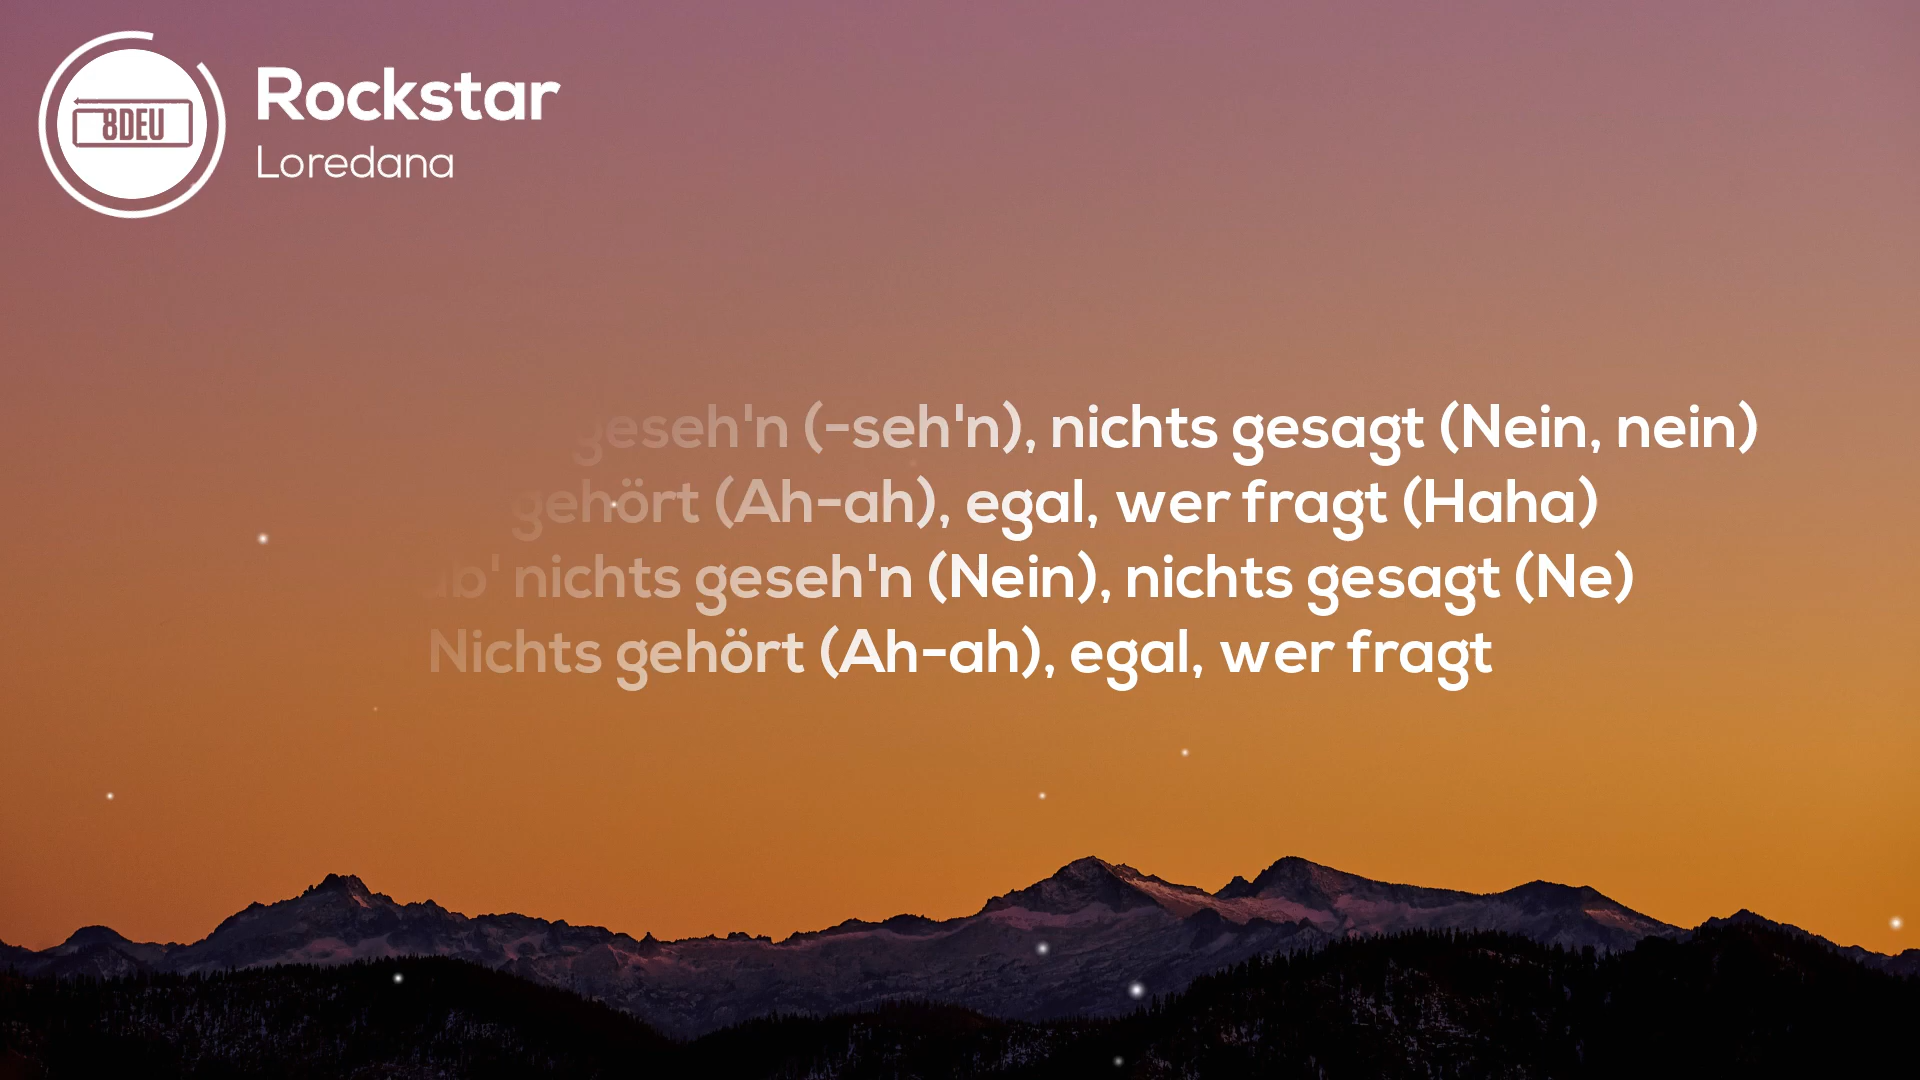 8DEU
Rockstar
Loredana
geseh'n (-seh'n), nichts gesagt (Nein, nein)
gehört (Ah-ah), egal, wer fragt (Haha)
nichts geseh'n (Nein), nichts gesagt (Ne)
Nichts gehört (Ah-ah), egal, wer fragt